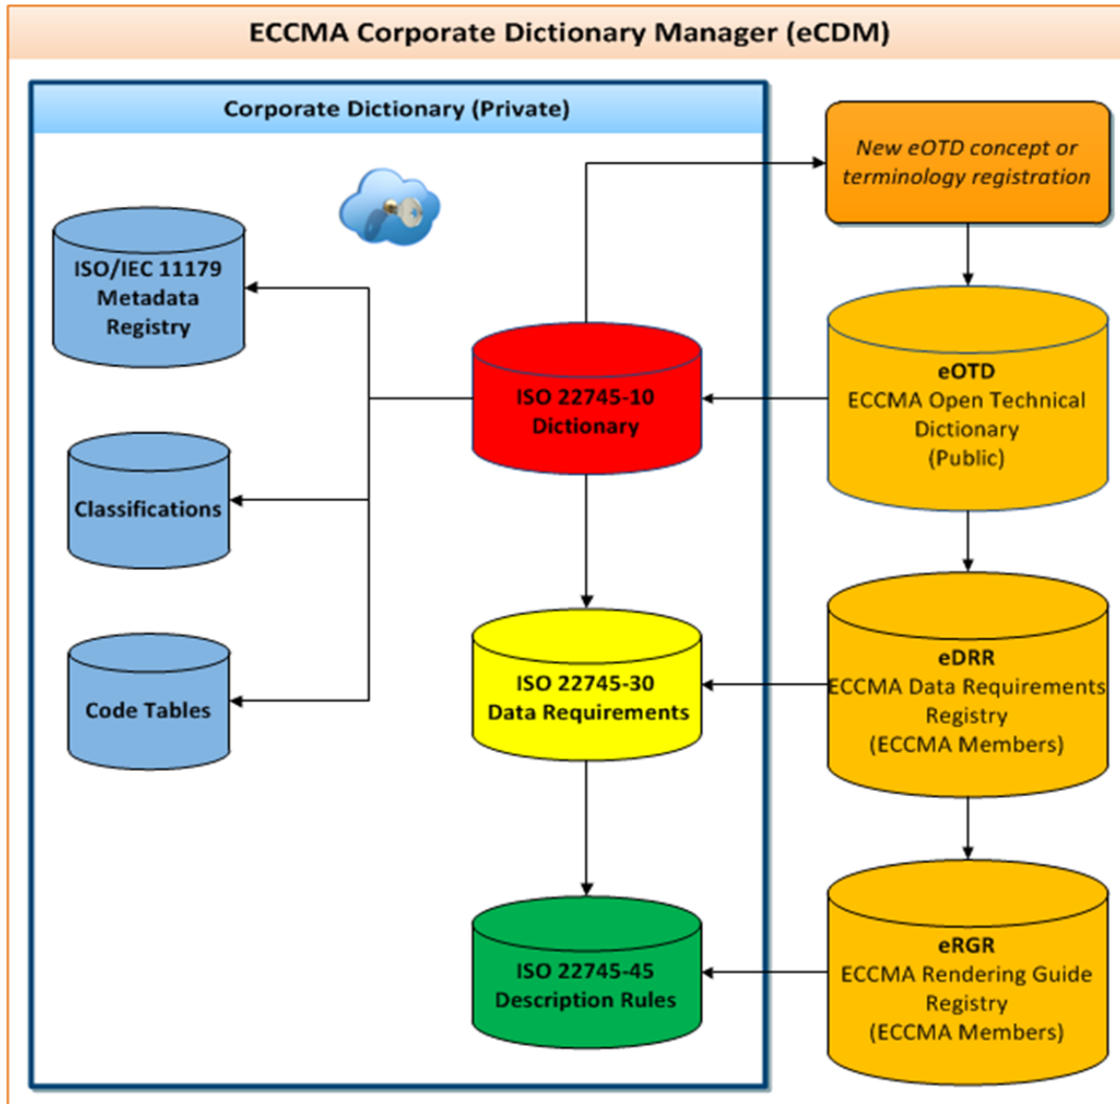 ECCMA Corporate Dictionary Manager (eCDM)
Corporate Dictionary (Private)
New eOTD concept or
terminology registration
ISO/IEC 11179
Metadata
Registry
ISO 22745-10
Dictionary
eOTD
ECCMA Open Technical
Dictionary
(Public)
Classifications
ISO 22745-30
Data Requirements
eDRR
ECCMA Data Requirements
Registry
(ECCMA Members)
Code Tables
ISO 22745-45
Description Rules
eRGR
ECCMA Rendering Guide
Registry
(ECCMA Members)